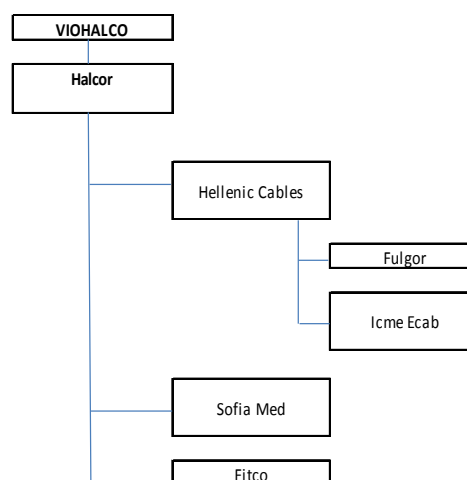 VIOHALCO
Halcor
Hellenic Cables
Fulgor
Icme Ecab
Sofia Med
Fitco